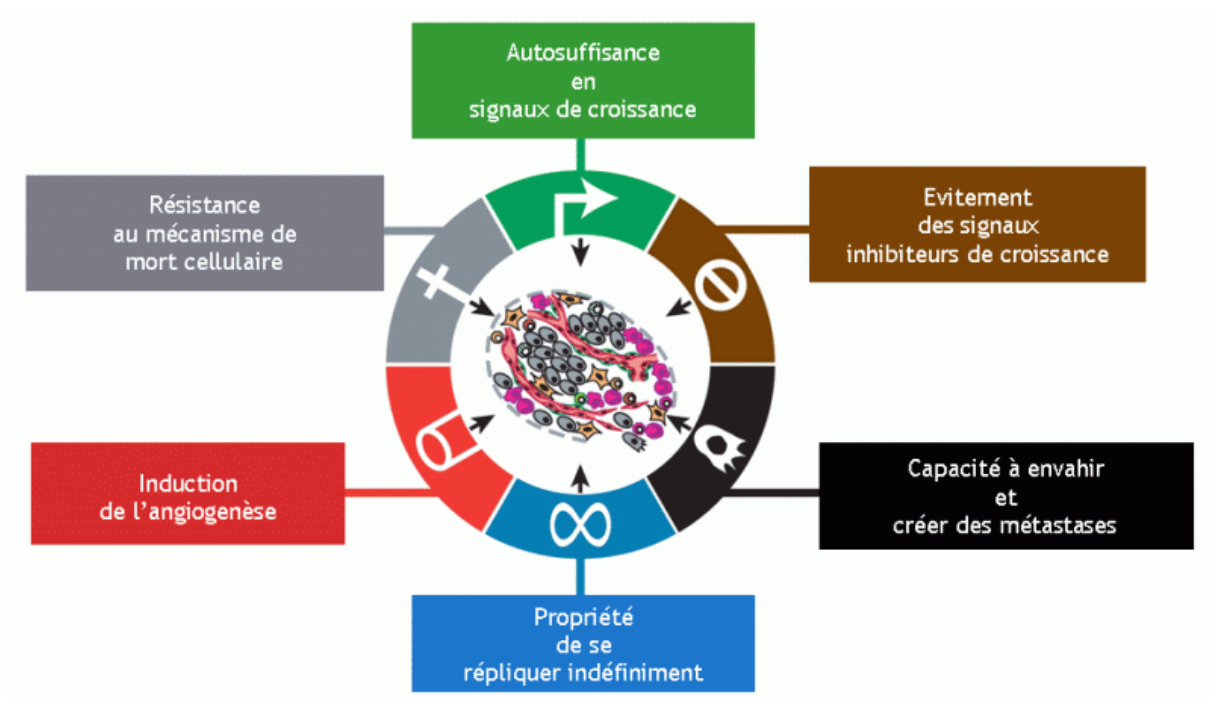 Autosuffisance
en
signaux de croissance
Résistance
au mécanisme de
mort cellulaire
Evitement
des signaux
inhibiteurs de croissance
Induction
de l'angiogenèse
Capacité à envahir
et
créer des métastases
Propriété
de se
répliquer indéfiniment